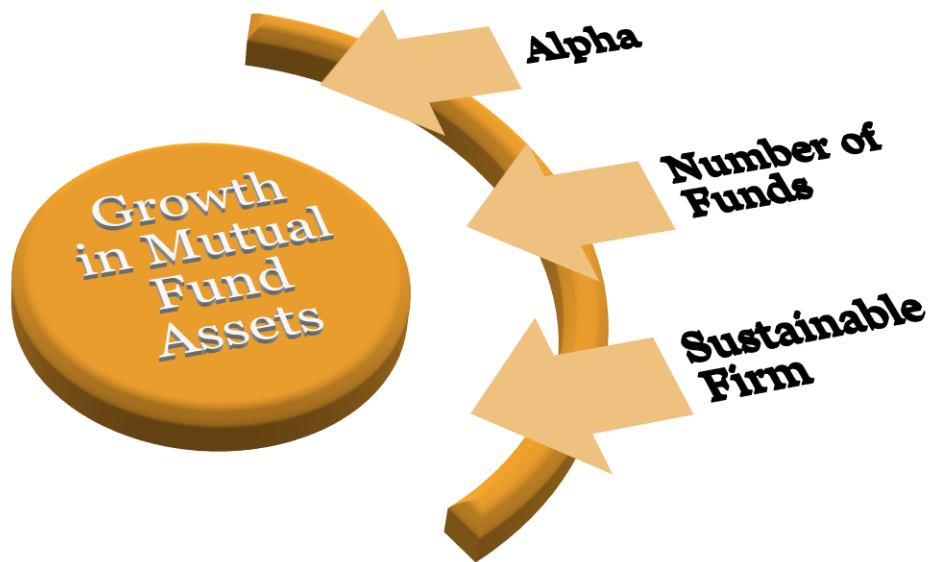 Alpha
Number of
Funds
Growth
in Mutual
Fund
Assets
Sustainable
Firm